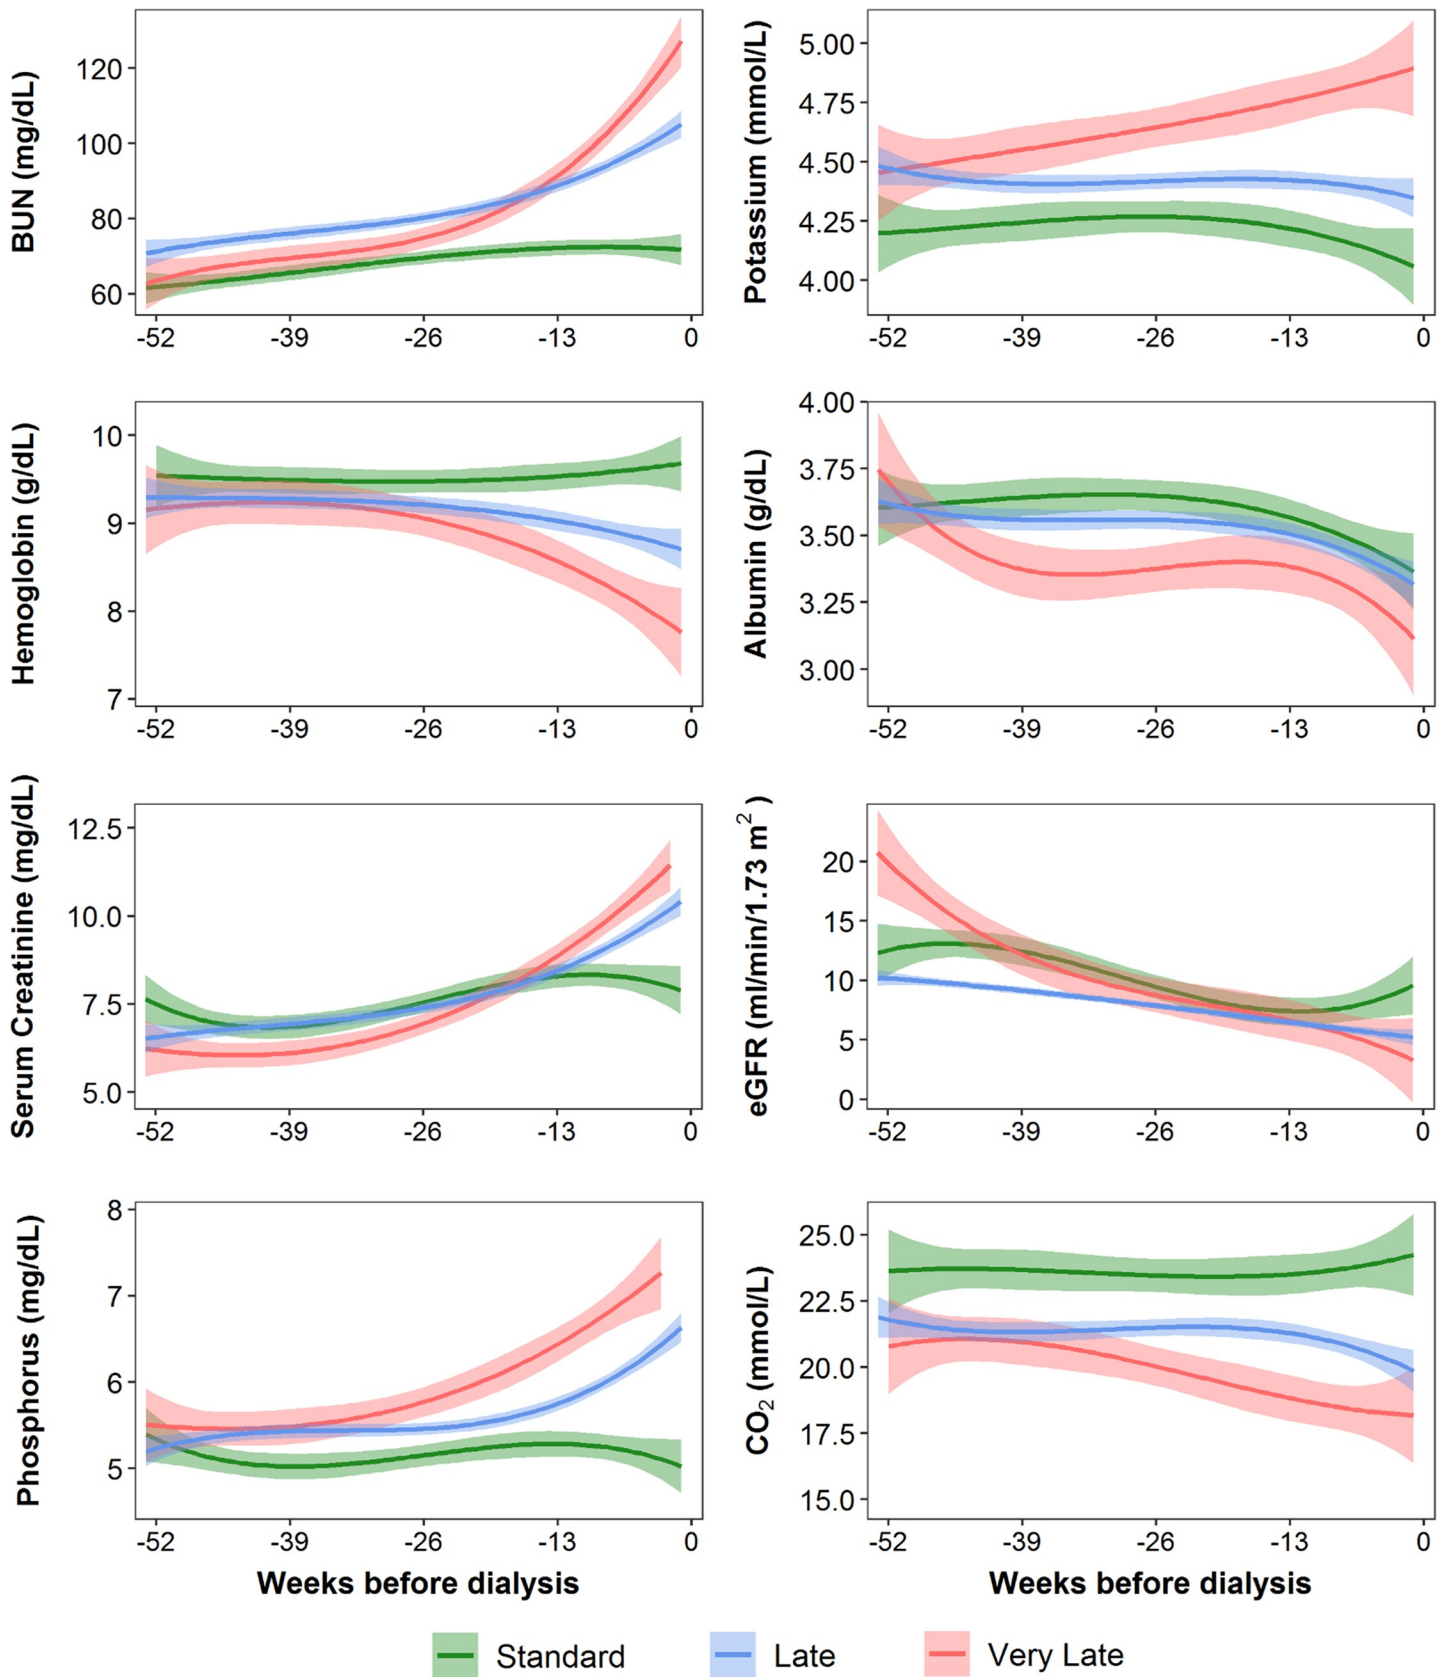 BUN (mg/dL)
120
100
80
60
-52 -39 -26 -13 0
Potassium (mmol/L)
5.00
4.75
4.50
4.25
4.00
-52 -39 -26 -13 0
Hemoglobin (g/dL)
10
9
8
7
-52 -39 -26 -13 0
Albumin (g/dL)
4.00
3.75
3.50
3.25
3.00
-52 -39 -26 -13 0
Serum Creatinine (mg/dL)
12.5
10.0
7.5
5.0
-52 -39 -26 -13 0
eGFR (ml/min/1.73 m²)
20
15
10
5
0
-52 -39 -26 -13 0
Phosphorus (mg/dL)
8
7
6
5
-52 -39 -26 -13 0
Weeks before dialysis
CO₂ (mmol/L)
25.0
22.5
20.0
17.5
15.0
-52 -39 -26 -13 0
Weeks before dialysis
Standard Late Very Late